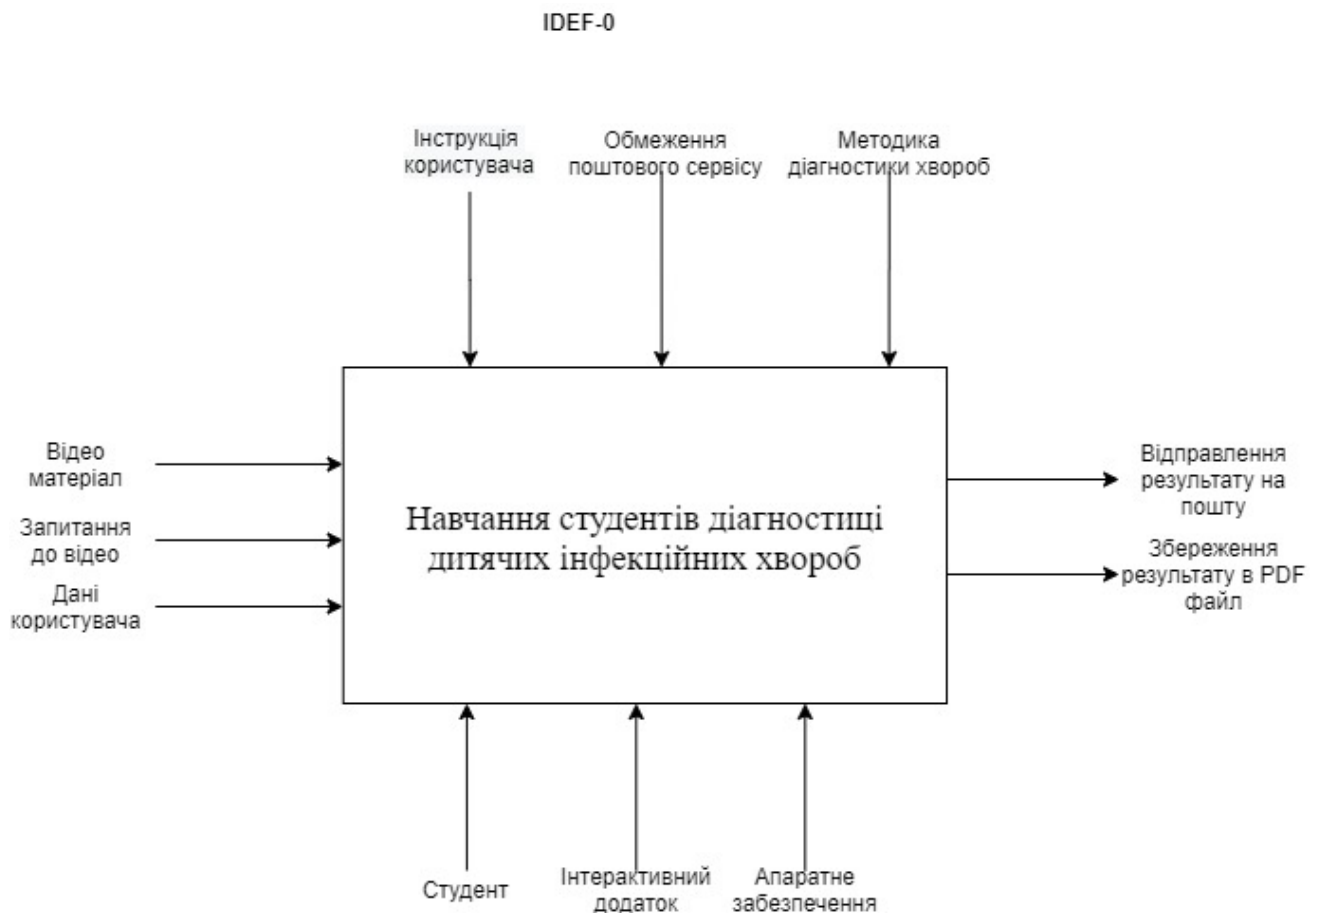 IDEF-0
Інструкція
користувача
Обмеження
поштового сервісу
Методика
діагностики хвороб
Відео
матеріал
Запитання
до відео
Дані
користувача
Навчання студентів діагностиці
дитячих інфекційних хвороб
Відправлення
результату на
пошту
Збереження
результату в PDF
файл
Студент
Інтерактивний
додаток
Апаратне
забезпечення